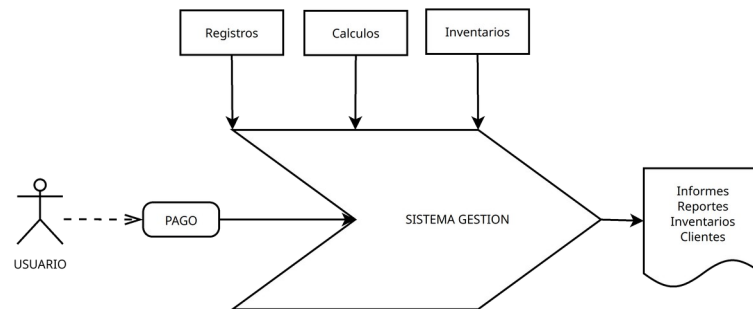 Registros
Calculos
Inventarios
USUARIO
PAGO
SISTEMA GESTION
Informes
Reportes
Inventarios
Clientes